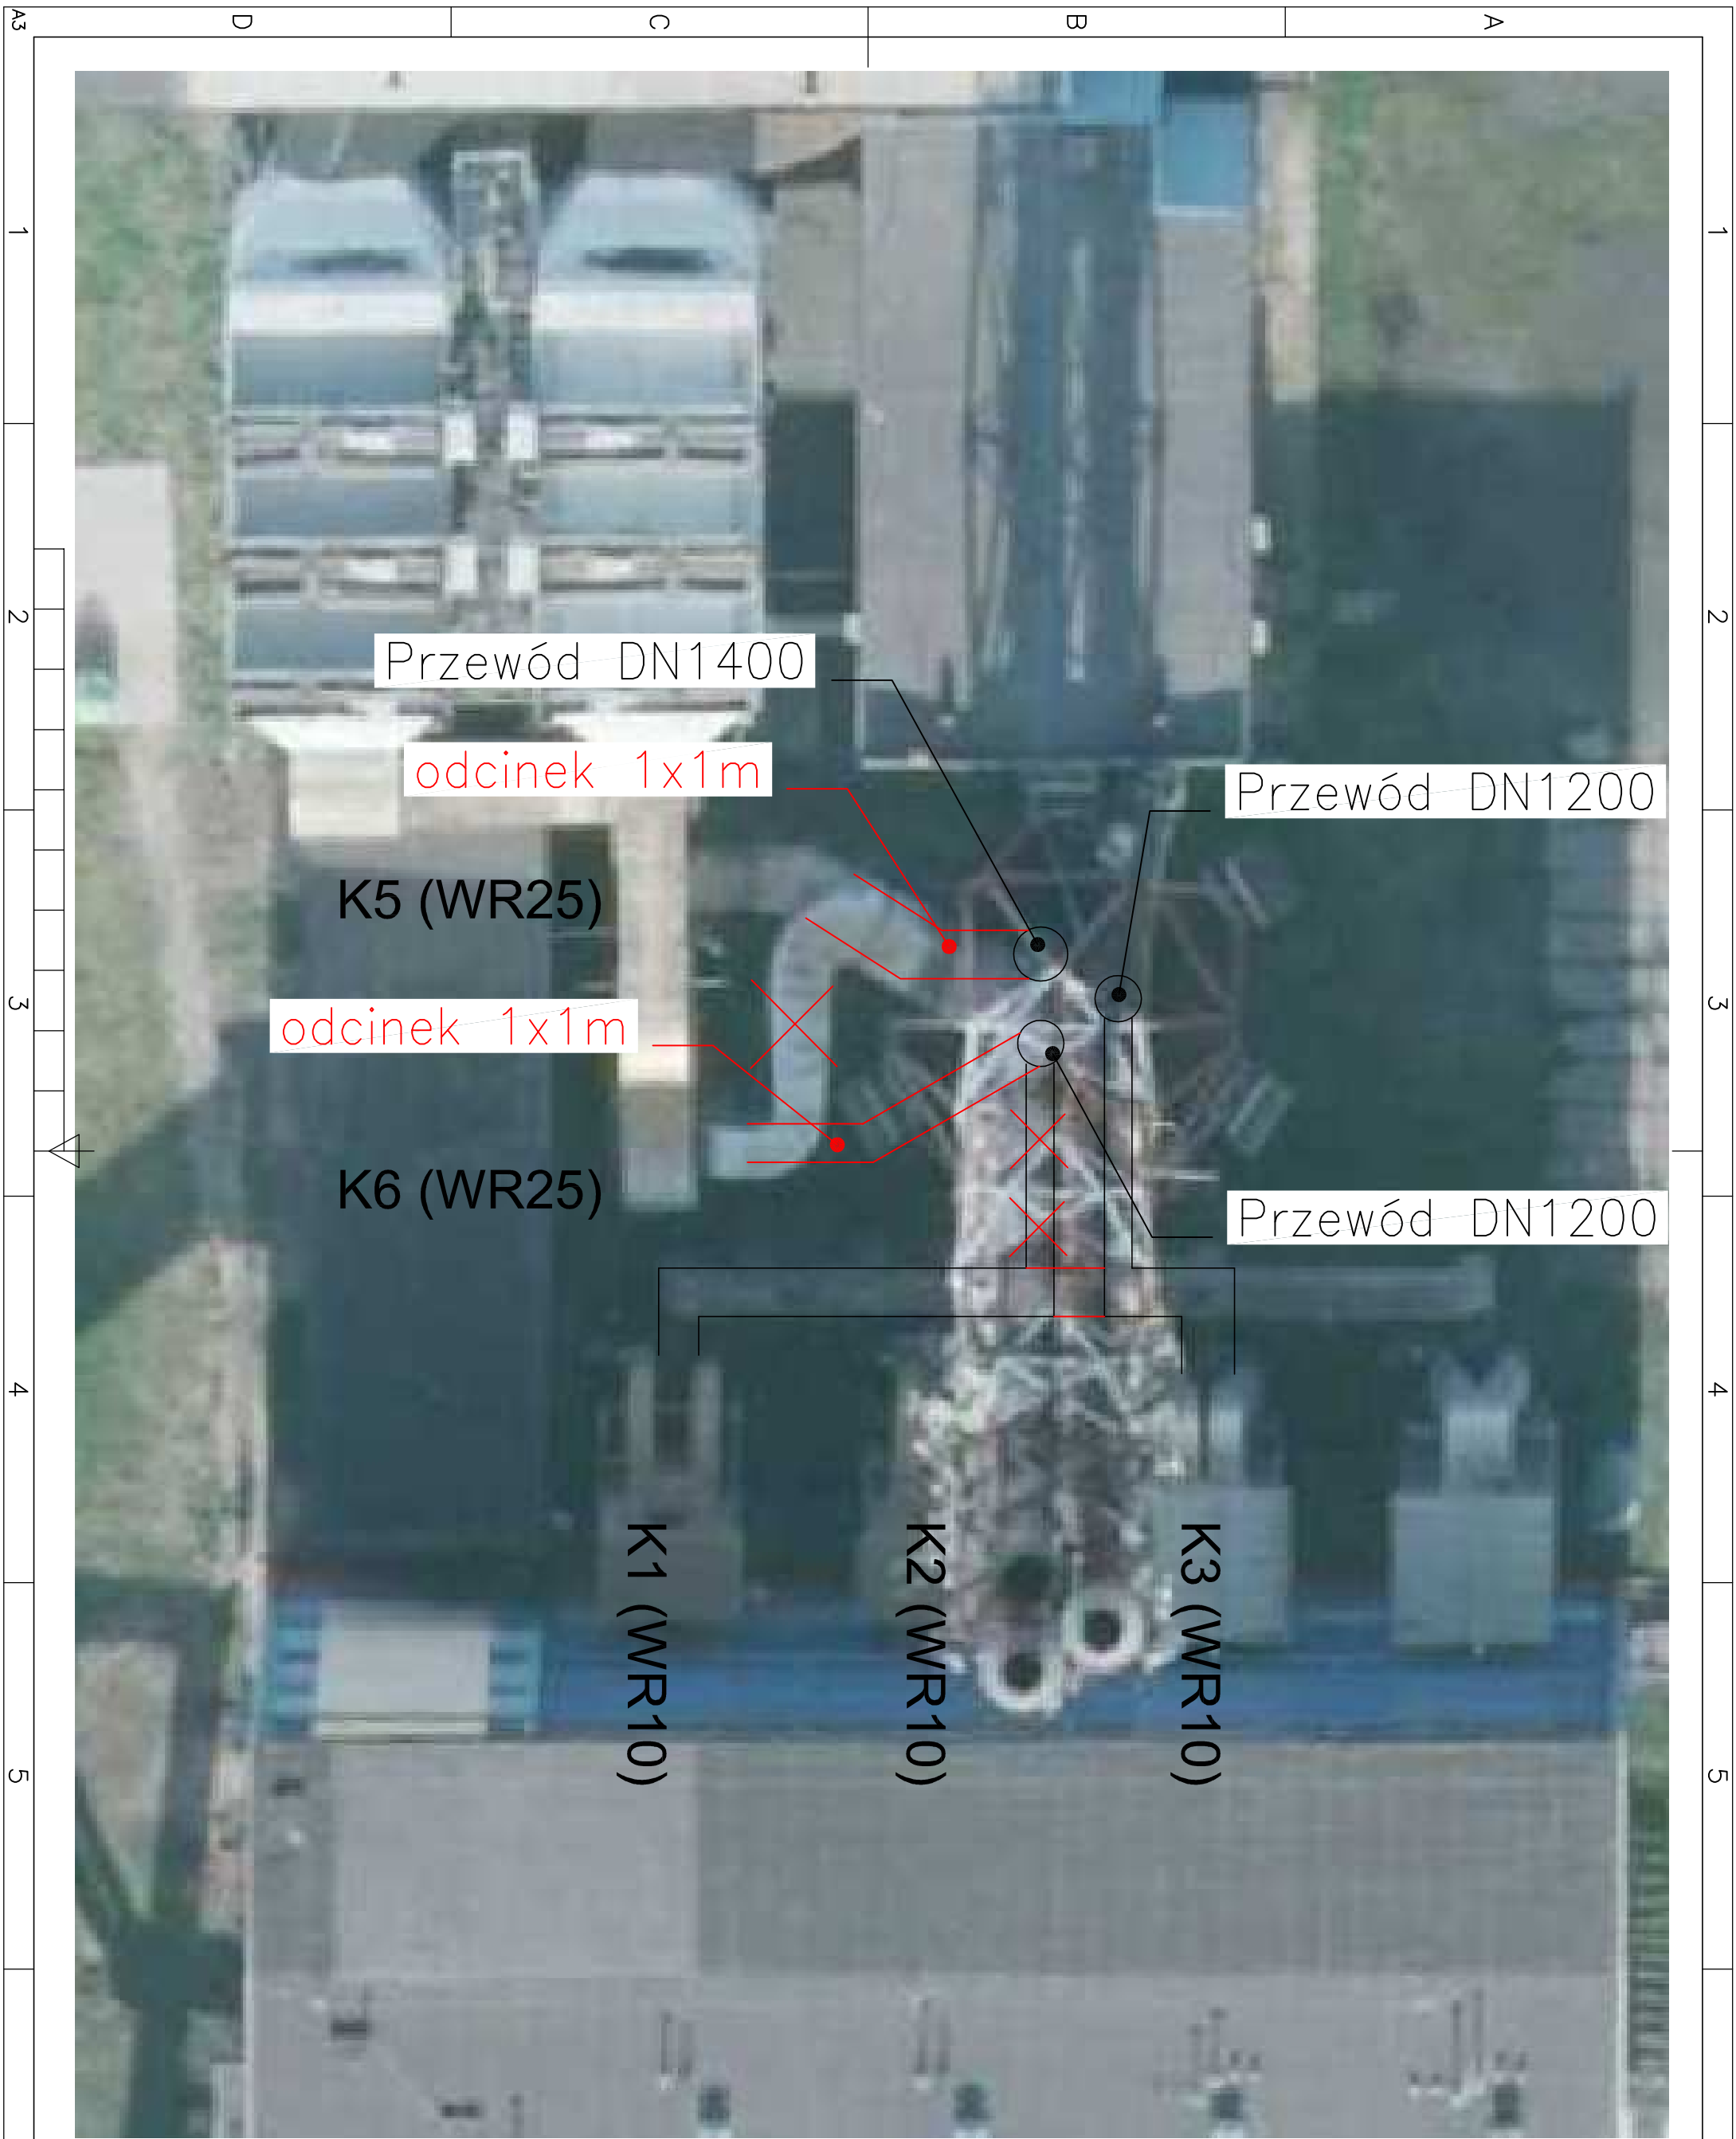 A3
D
C
B
A
1
1
2
2
Przewód DN1400
odcinek 1x1m
Przewód DN1200
K5 (WR25)
3
3
odcinek 1x1m
K6 (WR25)
Przewód DN1200
4
4
K1 (WR10)
K2 (WR10)
K3 (WR10)
5
5